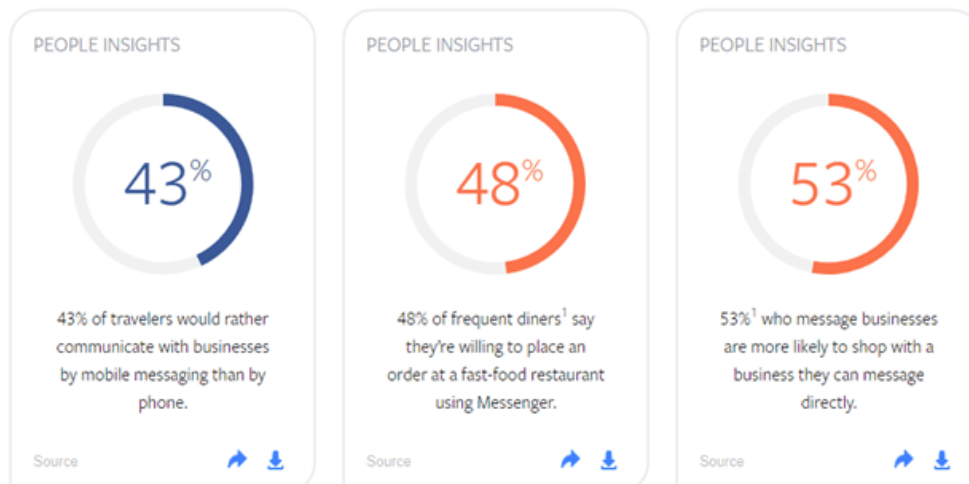 PEOPLE INSIGHTS
43%
43% of travelers would rather
communicate with businesses
by mobile messaging than by
phone.
Source
PEOPLE INSIGHTS
48%
48% of frequent diners¹ say
they're willing to place an
order at a fast-food restaurant
using Messenger.
Source
PEOPLE INSIGHTS
53%
53%¹ who message businesses
are more likely to shop with a
business they can message
directly.
Source